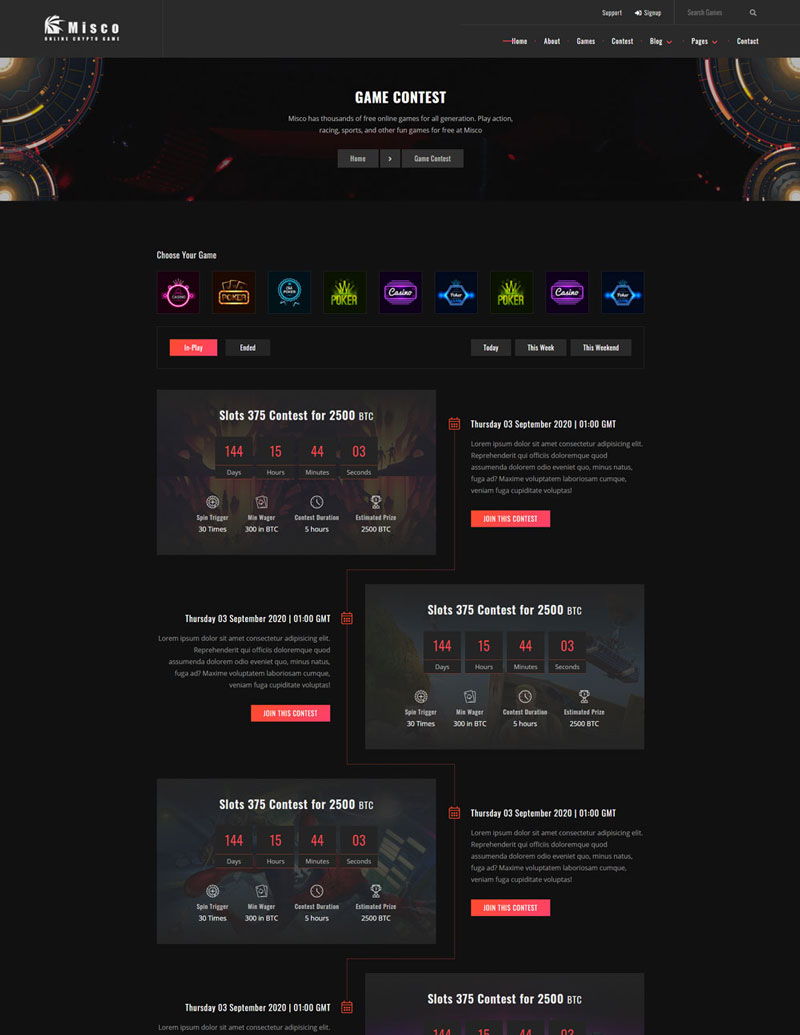 Support
Signup
Search Games
Misco
ONLINE CRYPTO GAME
Home
About
Games
Contest
Blog
Pages
Contact
GAME CONTEST
Misco has thousands of free online games for all generation. Play action,
racing, sports, and other fun games for free at Misco
Home
Game Contest
Choose Your Game
CASINO
POKER
POKER
POKER
Casino
Poker
POKER
Casino
Poker
In-Play
Ended
Today
This Week
This Weekend
Slots 375 Contest for 2500 BTC
144 15 44 03
Days Hours Minutes Seconds
Spin Trigger Min Wager Contest Duration Estimated Prize
30 Times 300 in BTC 5 hours 2500 BTC
Thursday 03 September 2020 | 01:00 GMT
Lorem ipsum dolor sit amet consectetur adipisicing elit.
Reprehenderit qui officiis doloremque quod
assumenda dolorem odio eveniet quo, minus natus,
fuga ad? Maxime voluptatem laboriosam cumque,
veniam fuga cupiditate voluptas!
JOIN THIS CONTEST
Thursday 03 September 2020 | 01:00 GMT
Lorem ipsum dolor sit amet consectetur adipisicing elit.
Reprehenderit qui officiis doloremque quod
assumenda dolorem odio eveniet quo, minus natus,
fuga ad? Maxime voluptatem laboriosam cumque,
veniam fuga cupiditate voluptas!
JOIN THIS CONTEST
Slots 375 Contest for 2500 BTC
144 15 44 03
Days Hours Minutes Seconds
Spin Trigger Min Wager Contest Duration Estimated Prize
30 Times 300 in BTC 5 hours 2500 BTC
Slots 375 Contest for 2500 BTC
144 15 44 03
Days Hours Minutes Seconds
Spin Trigger Min Wager Contest Duration Estimated Prize
30 Times 300 in BTC 5 hours 2500 BTC
Thursday 03 September 2020 | 01:00 GMT
Lorem ipsum dolor sit amet consectetur adipisicing elit.
Reprehenderit qui officiis doloremque quod
assumenda dolorem odio eveniet quo, minus natus,
fuga ad? Maxime voluptatem laboriosam cumque,
veniam fuga cupiditate voluptas!
JOIN THIS CONTEST
Thursday 03 September 2020 | 01:00 GMT
Lorem ipsum dolor sit amet consectetur adipisicing elit.
Slots 375 Contest for 2500 BTC
144 15 44 03